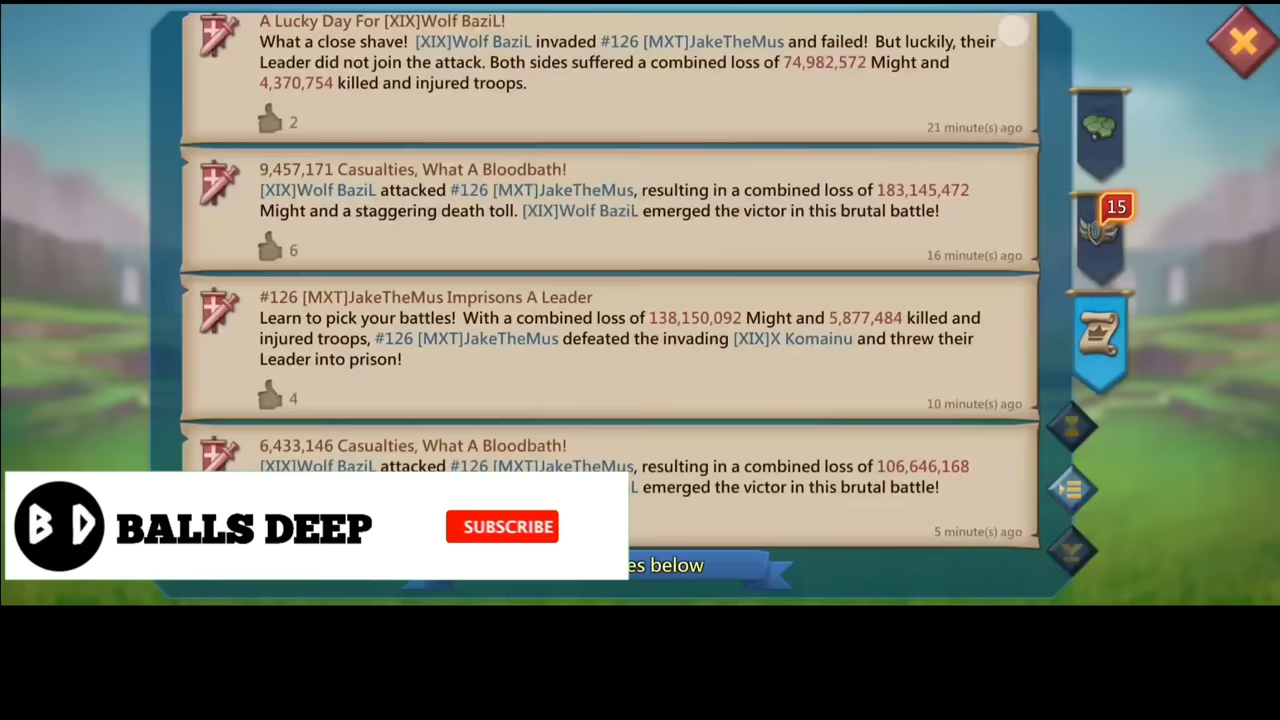 A Lucky Day For [XIX]Wolf BaziL!
What a close shave! [XIX]Wolf BaziL invaded #126 [MXT]JakeTheMus and failed! But luckily, their
Leader did not join the attack. Both sides suffered a combined loss of 74,982,572 Might and
4,370,754 killed and injured troops.
2
21 minute(s) ago
9,457,171 Casualties, What A Bloodbath!
[XIX]Wolf BaziL attacked #126 [MXT]JakeTheMus, resulting in a combined loss of 183,145,472
Might and a staggering death toll. [XIX]Wolf BaziL emerged the victor in this brutal battle!
6
16 minute(s) ago
15
#126 [MXT]JakeTheMus Imprisons A Leader
Learn to pick your battles! With a combined loss of 138,150,092 Might and 5,877,484 killed and
injured troops, #126 [MXT]JakeTheMus defeated the invading [XIX]X Komainu and threw their
Leader into prison!
4
10 minute(s) ago
6,433,146 Casualties, What A Bloodbath!
[XIX]Wolf BaziL attacked #126 [MXT]JakeTheMus, resulting in a combined loss of 106,646,168
L emerged the victor in this brutal battle!
5 minute(s) ago
BD BALLS DEEP
SUBSCRIBE
es below